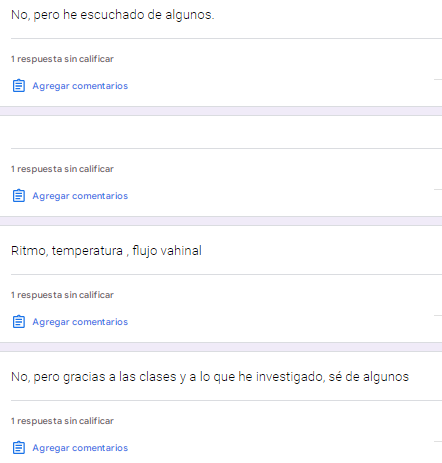 No, pero he escuchado de algunos.
1 respuesta sin calificar
Agregar comentarios
1 respuesta sin calificar
Agregar comentarios
Ritmo, temperatura , flujo vahinal
1 respuesta sin calificar
Agregar comentarios
No, pero gracias a las clases y a lo que he investigado, sé de algunos
1 respuesta sin calificar
Agregar comentarios